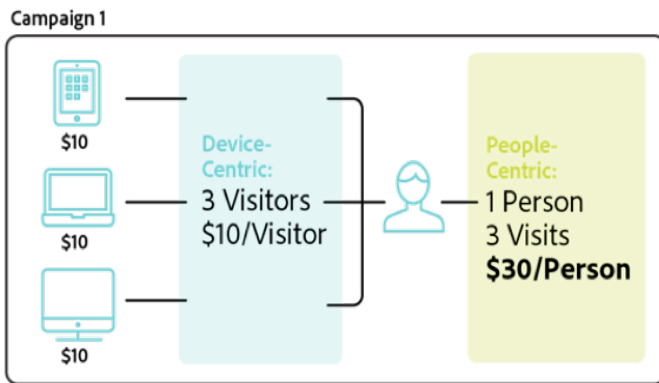 Campaign 1
$10
$10
$10
Device-
Centric:
3 Visitors
$10/Visitor
People-
Centric:
1 Person
3 Visits
$30/Person